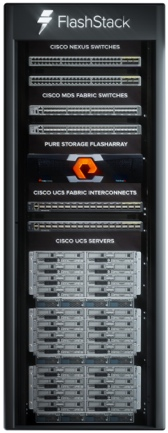 FlashStack
CISCO NEXUS SWITCHES
CISCO MDS FABRIC SWITCHES
PURE STORAGE FLASHARRAY
CISCO UCS FABRIC INTERCONNECTS
CISCO UCS SERVERS